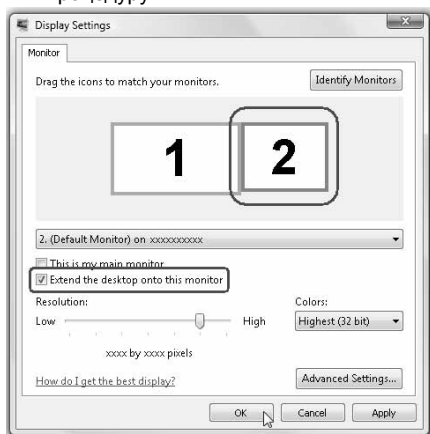 Display Settings
Monitor
Drag the icons to match your monitors.
Identify Monitors
1
2
2. (Default Monitor) on xxxxxxxxxx
This is my main monitor
Extend the desktop onto this monitor
Resolution:
Colors:
Low
High
Highest (32 bit)
xxxx by xxxx pixels
How do I get the best display?
Advanced Settings...
OK
Cancel
Apply